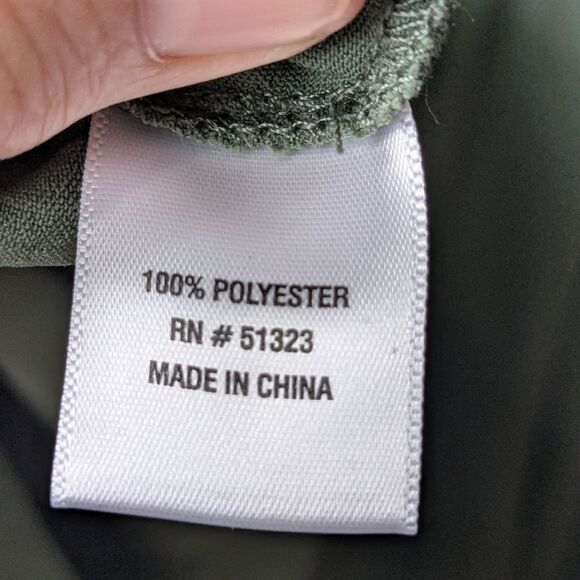 100% POLYESTER
RN # 51323
MADE IN CHINA